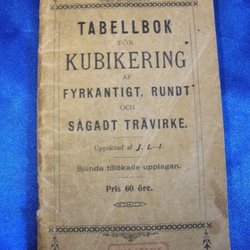 TABELLBOK
FÖR
KUBIKERING
AF
FYRKANTIGT, RUNDT
OCH
SÅGADT TRÄVIRKE.
Upprättad af J. L—l.
Sjunde tillökade upplagan.
Pris 60 öre.